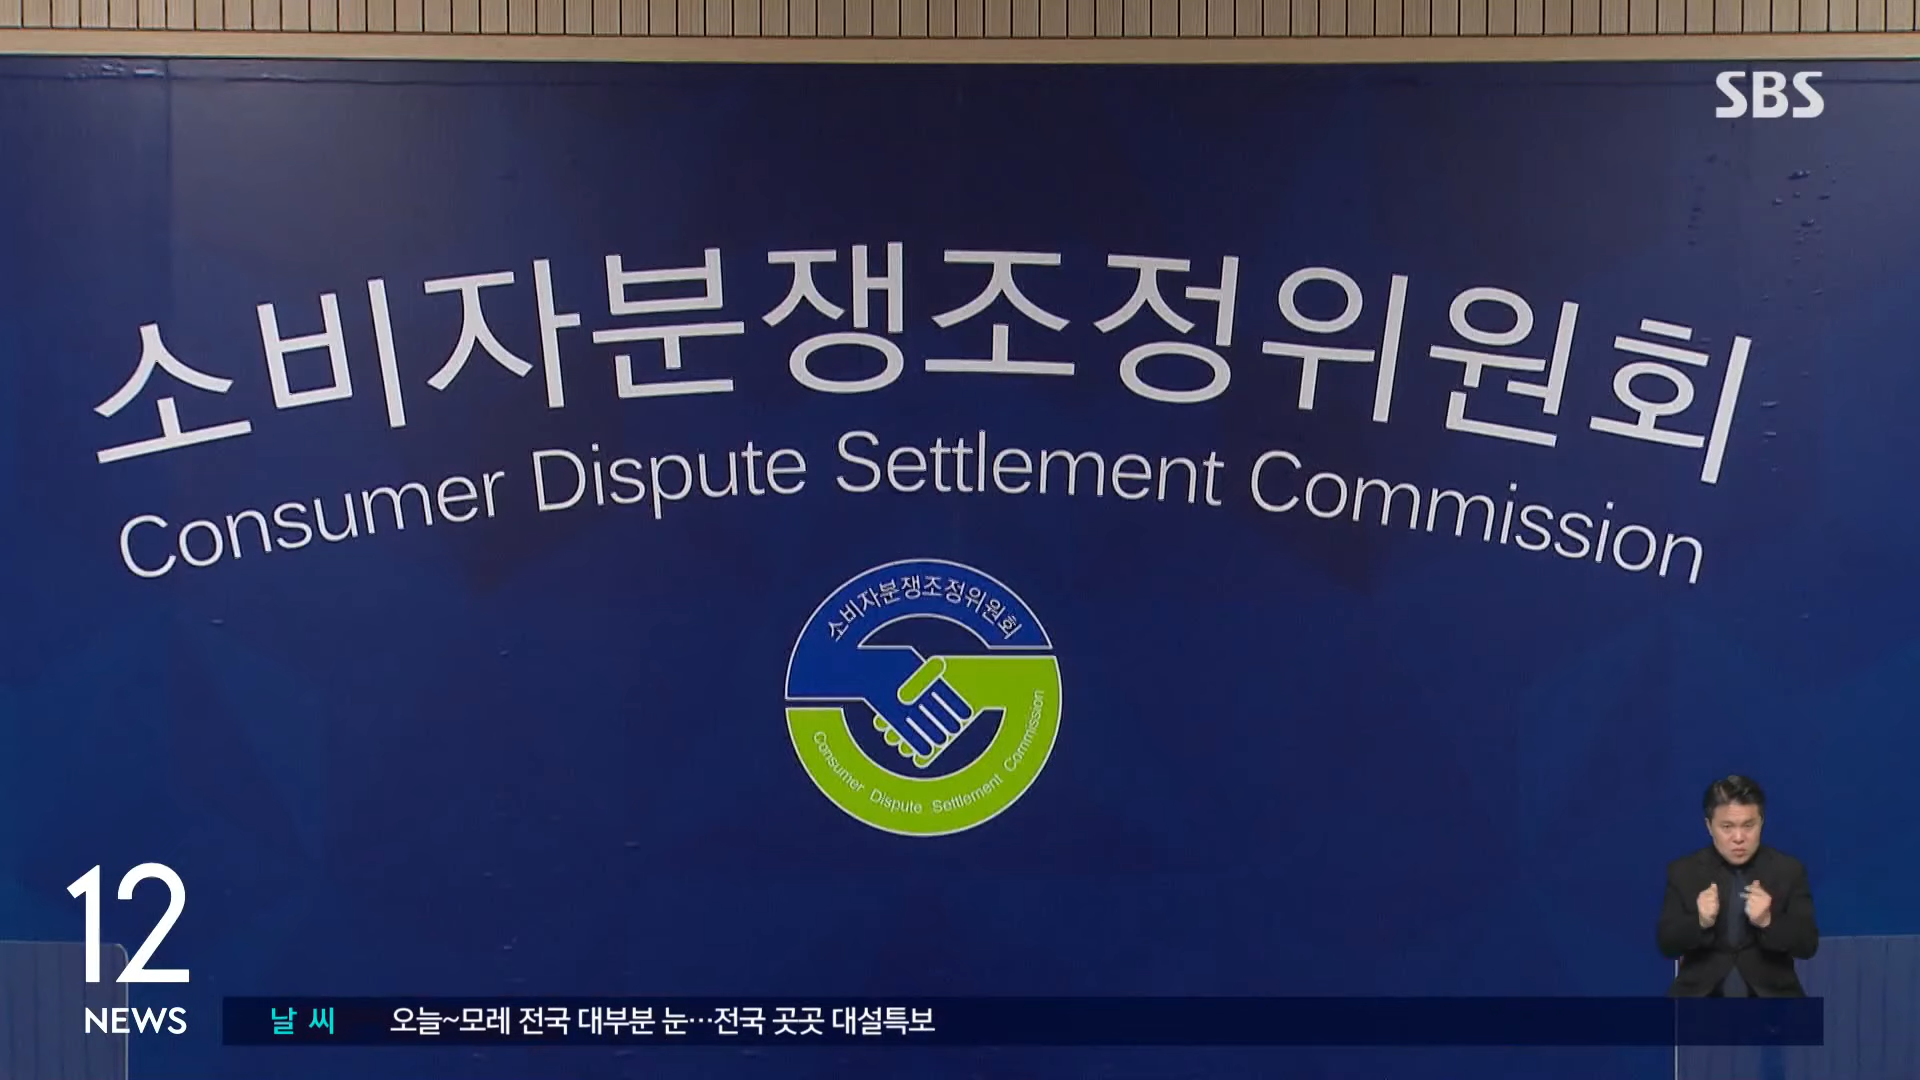 SBS
소비자분쟁조정위원회
Consumer Dispute Settlement Commission
소비자분쟁조정위원회
Consumer Dispute Settlement Commission
12
NEWS
날씨 오늘~모레 전국 대부분 눈…전국 곳곳 대설특보